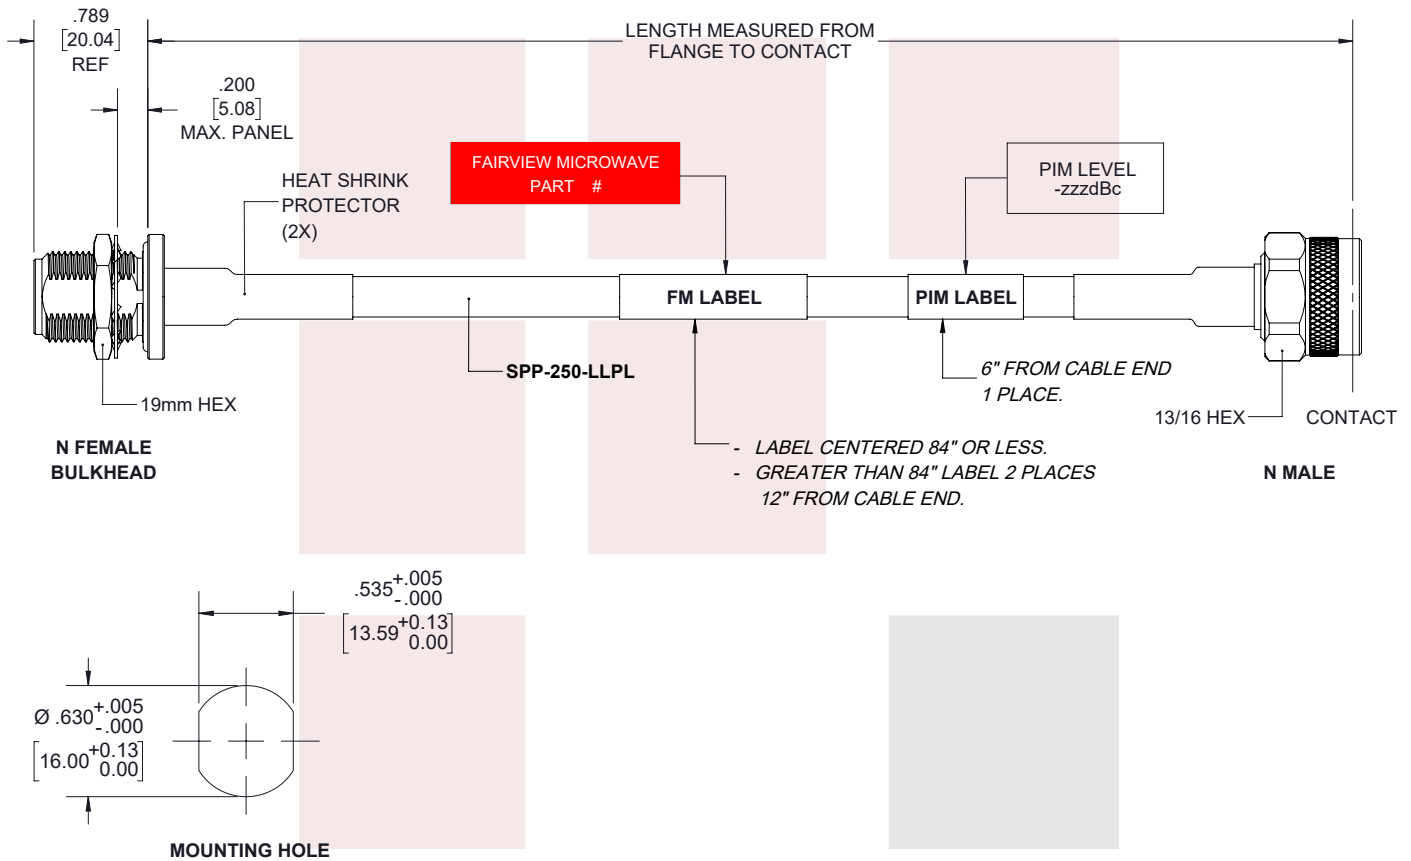 .789
[20.04]
REF
LENGTH MEASURED FROM
FLANGE TO CONTACT
.200
[5.08]
MAX. PANEL
HEAT SHRINK
PROTECTOR
(2X)
FAIRVIEW MICROWAVE
PART #
PIM LEVEL
-zzzdBc
FM LABEL
PIM LABEL
SPP-250-LLPL
6" FROM CABLE END
1 PLACE.
19mm HEX
13/16 HEX
CONTACT
N FEMALE
BULKHEAD
- LABEL CENTERED 84" OR LESS.
- GREATER THAN 84" LABEL 2 PLACES
12" FROM CABLE END.
N MALE
.535 +.005
-.000
[13.59 +0.13
0.00]
Ø .630 +.005
-.000
[16.00 +0.13
0.00]
MOUNTING HOLE